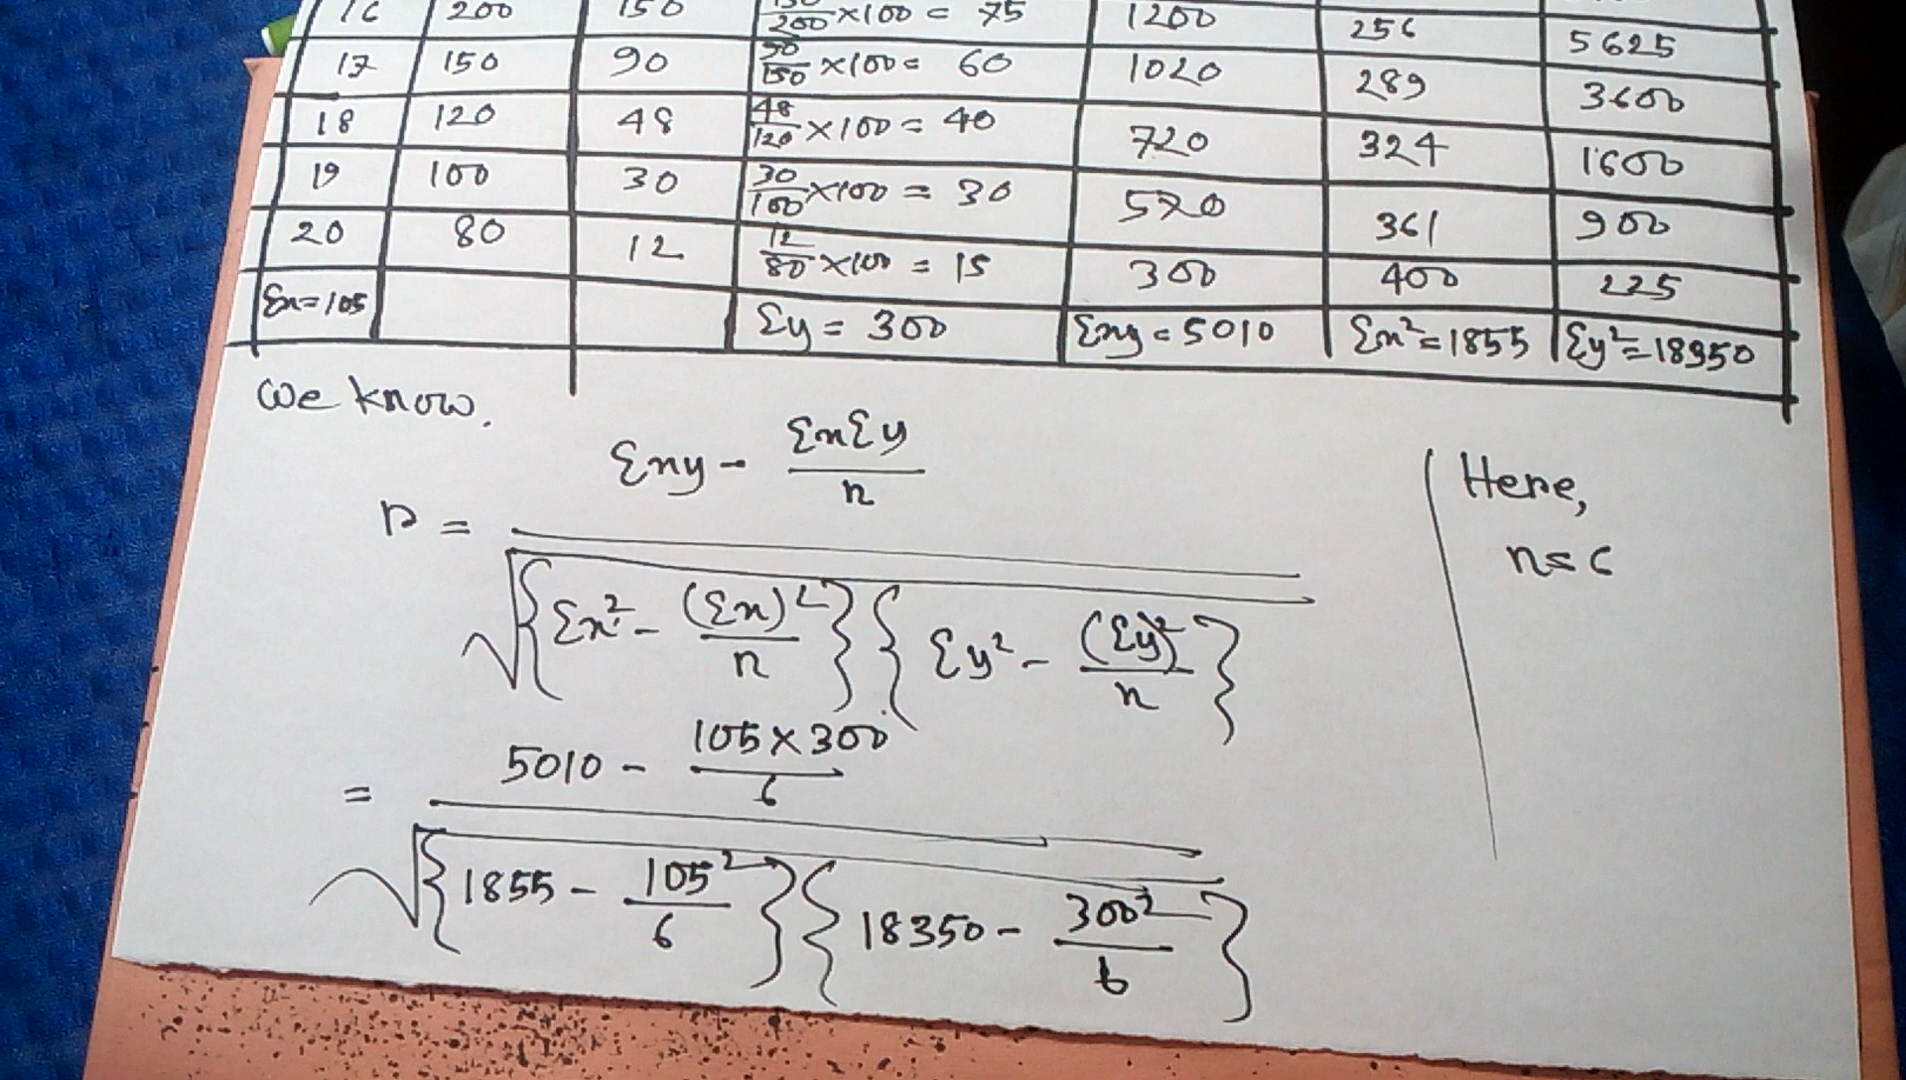 16 200 150 150/200 ×100 = 75 1200 256 5625
17 150 90 90/150 ×100 = 60 1020 289 3600
18 120 48 48/120 ×100 = 40 720 324 1600
19 100 30 30/100 ×100 = 30 570 361 900
20 80 12 12/80 ×100 = 15 300 400 225
Σx=105 Σy = 300 Σxy = 5010 Σx²=1855 Σy²=18350
we know.
r = (Σxy - ΣxΣy/n) / √({Σx² - (Σx)²/n}{Σy² - (Σy)²/n})
Here,
n=6
= (5010 - 105×300/6) / √({1855 - 105²/6}{18350 - 300²/6})